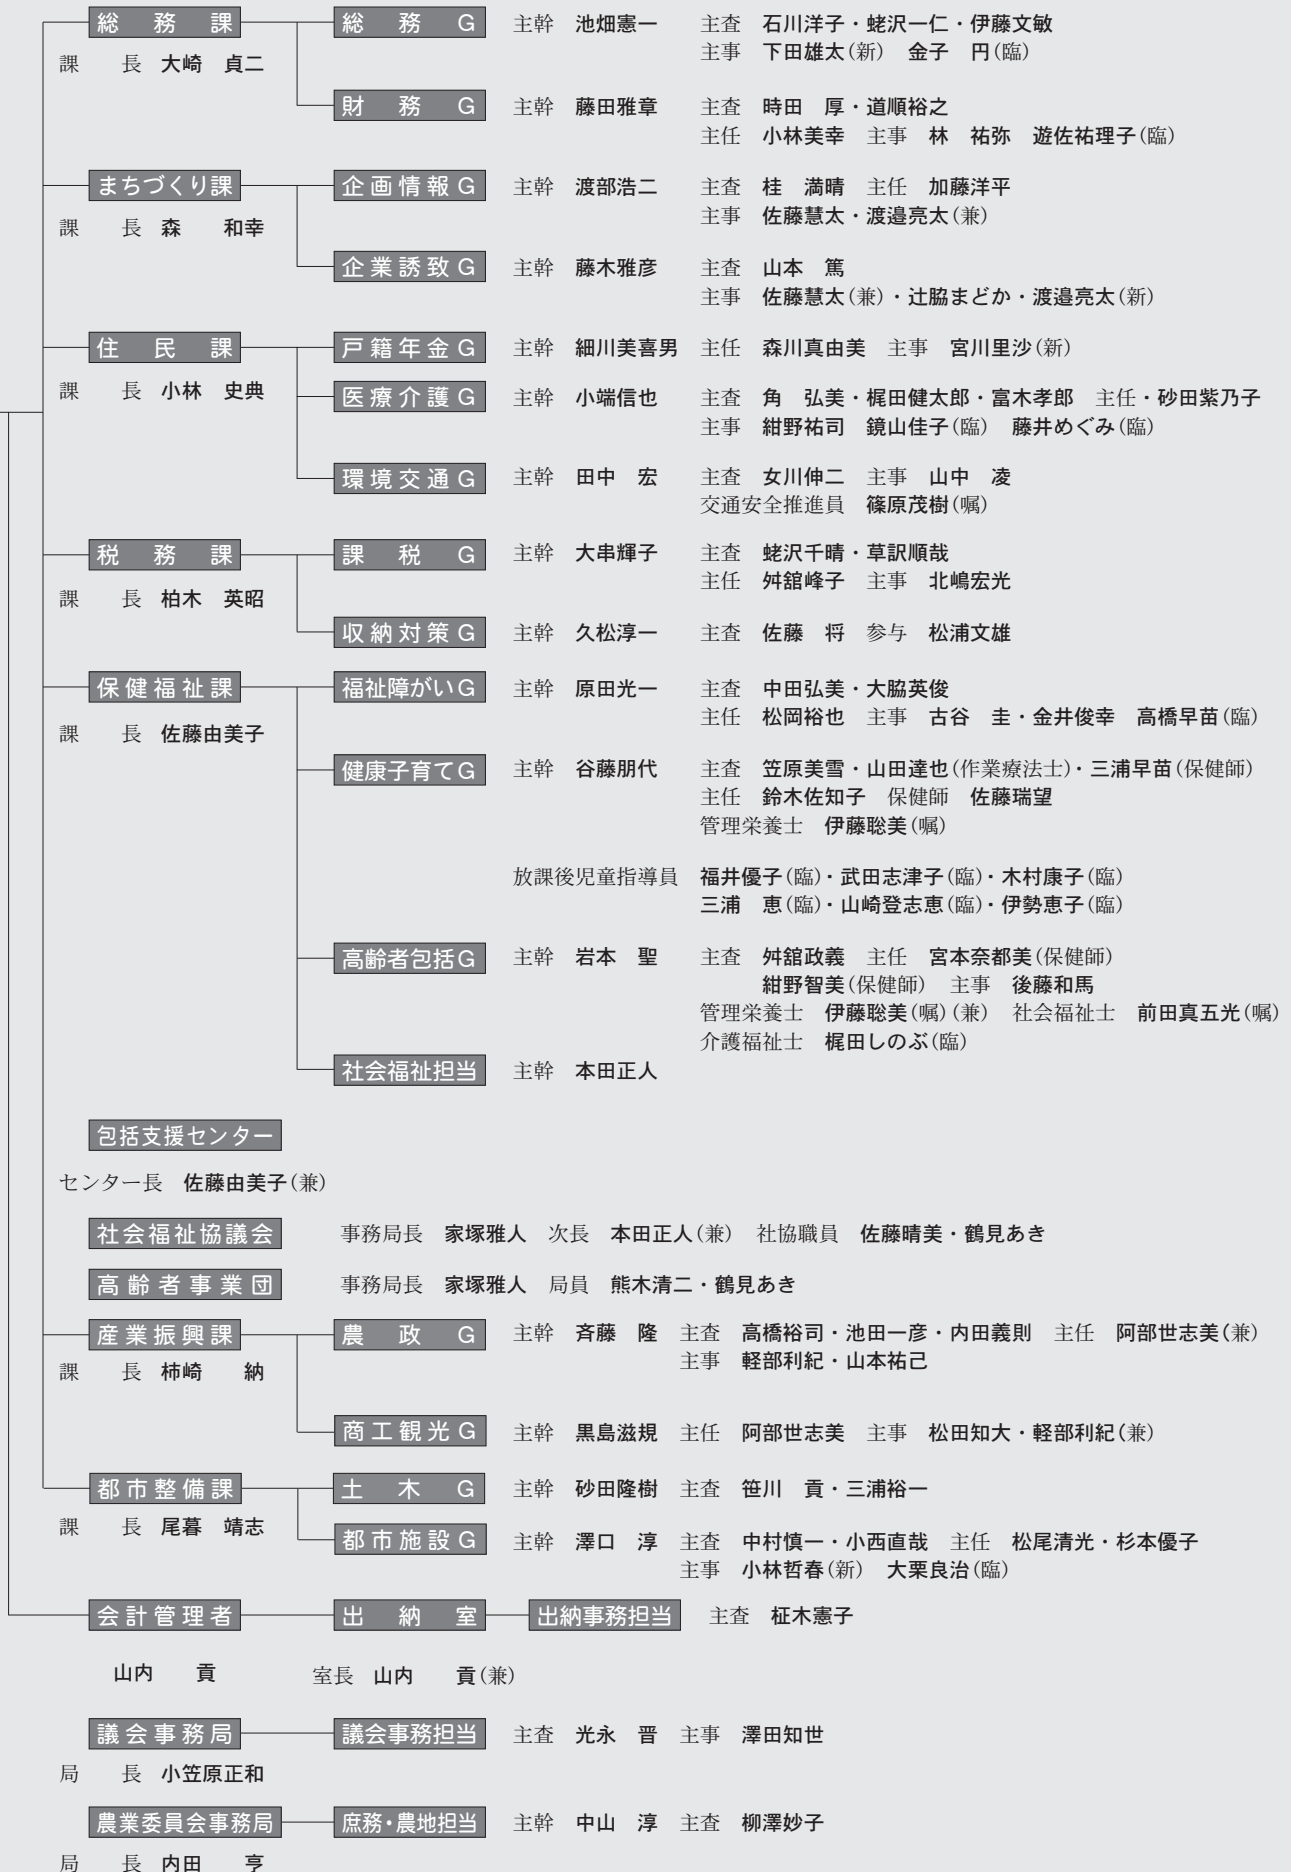 総務課　総務G　主幹　池畑憲一　主査　石川洋子・蛯沢一仁・伊藤文敏
主事　下田雄太(新)　金子　円(臨)
課　長　大崎　貞二
財務G　主幹　藤田雅章　主査　時田　厚・道順裕之
主任　小林美幸　主事　林　祐弥　遊佐祐理子(臨)
まちづくり課　企画情報G　主幹　渡部浩二　主査　桂　満晴　主任　加藤洋平
主事　佐藤慧太・渡邉亮太(兼)
課　長　森　和幸
企業誘致G　主幹　藤木雅彦　主査　山本　篤
主事　佐藤慧太(兼)・辻脇まどか・渡邉亮太(新)
住民課　戸籍年金G　主幹　細川美喜男　主任　森川真由美　主事　宮川里沙(新)
課　長　小林　史典
医療介護G　主幹　小端信也　主査　角　弘美・梶田健太郎・富木孝郎　主任・砂田紫乃子
主事　紺野祐司　鏡山佳子(臨)　藤井めぐみ(臨)
環境交通G　主幹　田中　宏　主査　女川伸二　主事　山中　凌
交通安全推進員　篠原茂樹(嘱)
税務課　課税G　主幹　大串輝子　主査　蛯沢千晴・草訳順哉
主任　舛舘峰子　主事　北嶋宏光
課　長　柏木　英昭
収納対策G　主幹　久松淳一　主査　佐藤　将　参与　松浦文雄
保健福祉課　福祉障がいG　主幹　原田光一　主査　中田弘美・大脇英俊
主任　松岡裕也　主事　古谷　圭・金井俊幸　高橋早苗(臨)
課　長　佐藤由美子
健康子育てG　主幹　谷藤朋代　主査　笠原美雪・山田達也(作業療法士)・三浦早苗(保健師)
主任　鈴木佐知子　保健師　佐藤瑞望
管理栄養士　伊藤聡美(嘱)
放課後児童指導員　福井優子(臨)・武田志津子(臨)・木村康子(臨)
三浦　恵(臨)・山崎登志恵(臨)・伊勢恵子(臨)
高齢者包括G　主幹　岩本　聖　主査　舛舘政義　主任　宮本奈都美(保健師)
紺野智美(保健師)　主事　後藤和馬
管理栄養士　伊藤聡美(嘱)(兼)　社会福祉士　前田真五光(嘱)
介護福祉士　梶田しのぶ(臨)
社会福祉担当　主幹　本田正人
包括支援センター
センター長　佐藤由美子(兼)
社会福祉協議会　事務局長　家塚雅人　次長　本田正人(兼)　社協職員　佐藤晴美・鶴見あき
高齢者事業団　事務局長　家塚雅人　局員　熊木清二・鶴見あき
産業振興課　農政G　主幹　斉藤　隆　主査　高橋裕司・池田一彦・内田義則　主任　阿部世志美(兼)
主事　軽部利紀・山本祐己
課　長　柿崎　納
商工観光G　主幹　黒島滋規　主任　阿部世志美　主事　松田知大・軽部利紀(兼)
都市整備課　土木G　主幹　砂田隆樹　主査　笹川　貢・三浦裕一
課　長　尾暮　靖志
都市施設G　主幹　澤口　淳　主査　中村慎一・小西直哉　主任　松尾清光・杉本優子
主事　小林哲春(新)　大栗良治(臨)
会計管理者　出納室　出納事務担当　主査　柾木憲子
山内　貢　室長　山内　貢(兼)
議会事務局　議会事務担当　主査　光永　晋　主事　澤田知世
局　長　小笠原正和
農業委員会事務局　庶務・農地担当　主幹　中山　淳　主査　柳澤妙子
局　長　内田　亨